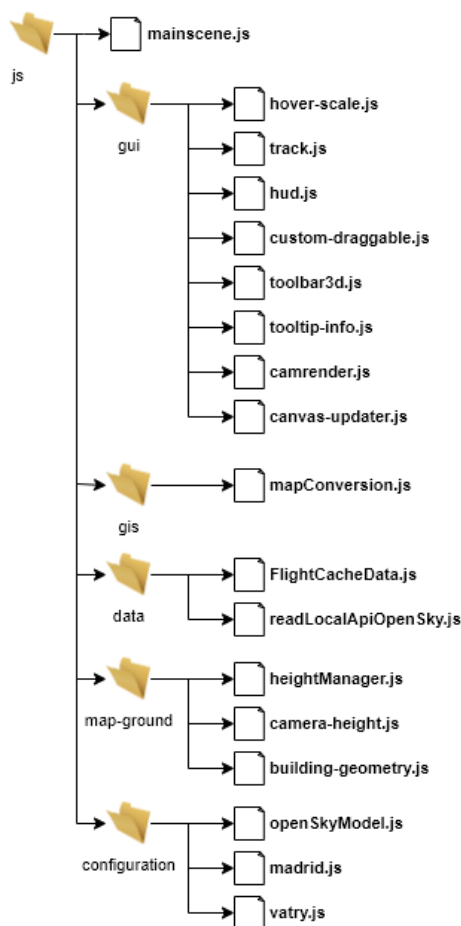 mainscene.js
js
hover-scale.js
gui
track.js
hud.js
custom-draggable.js
toolbar3d.js
tooltip-info.js
camrender.js
canvas-updater.js
mapConversion.js
gis
FlightCacheData.js
data
readLocalApiOpenSky.js
heightManager.js
map-ground
camera-height.js
building-geometry.js
openSkyModel.js
configuration
madrid.js
vatry.js